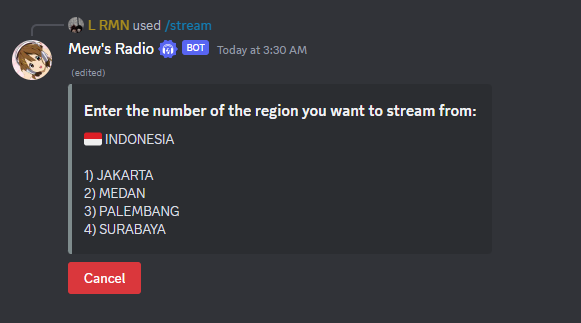 L RMN used /stream
Mew's Radio BOT Today at 3:30 AM
(edited)
Enter the number of the region you want to stream from:
INDONESIA
1) JAKARTA
2) MEDAN
3) PALEMBANG
4) SURABAYA
Cancel